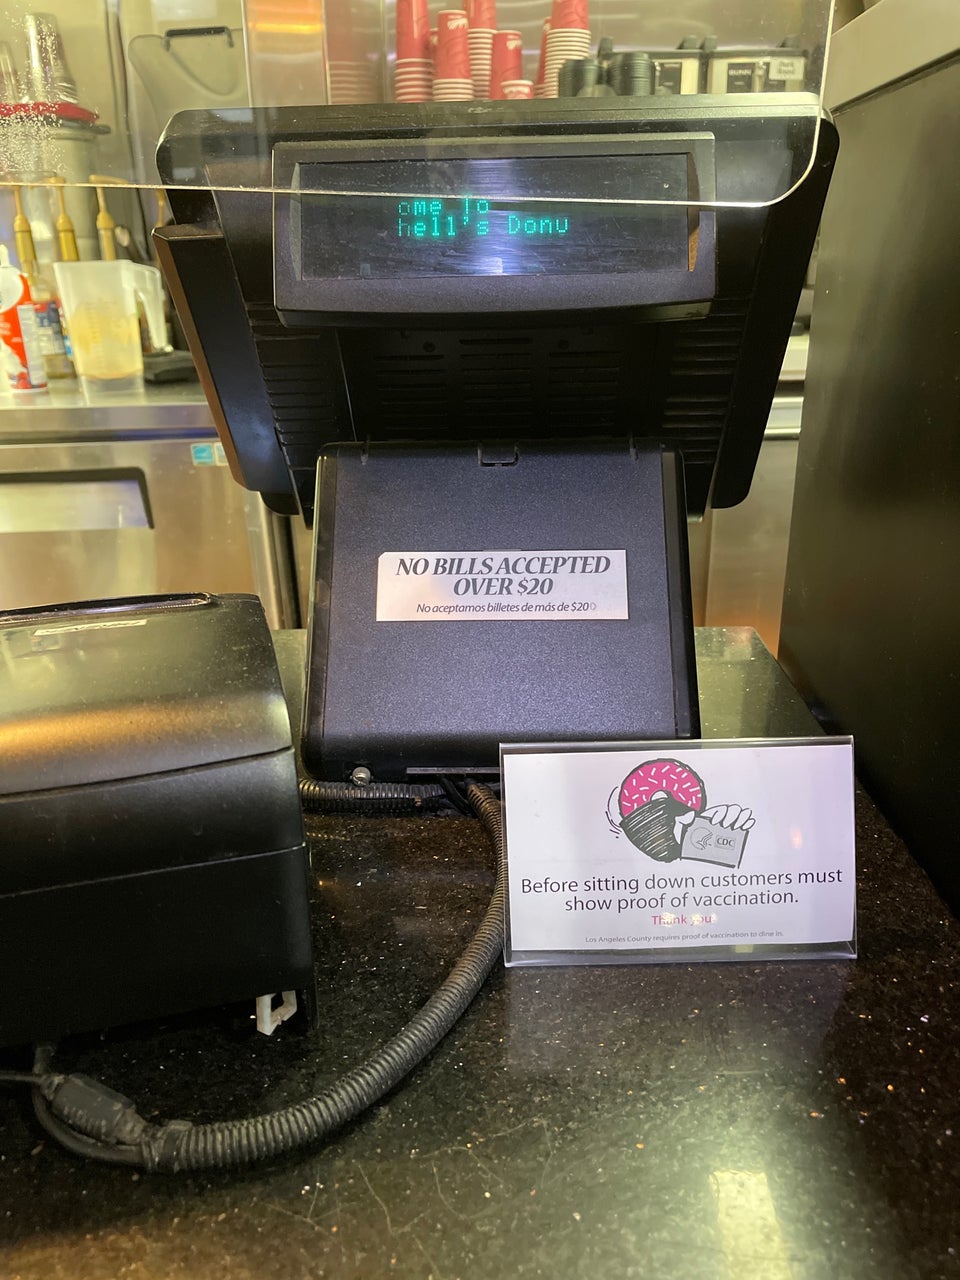 ome To
hell's Donu
NO BILLS ACCEPTED
OVER $20
No aceptamos billetes de más de $20
CDC
Before sitting down customers must
show proof of vaccination.
Thank you!
Los Angeles County requires proof of vaccination to dine in.
BUNN